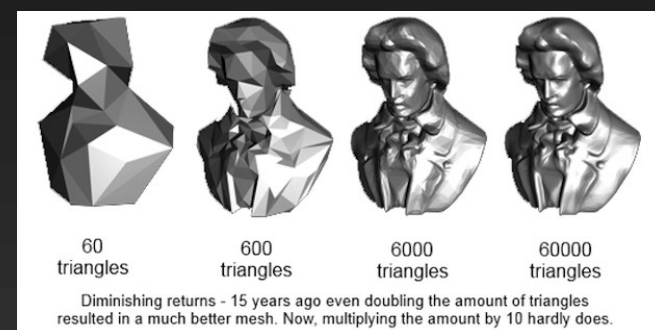 60
triangles
600
triangles
6000
triangles
60000
triangles
Diminishing returns - 15 years ago even doubling the amount of triangles
resulted in a much better mesh. Now, multiplying the amount by 10 hardly does.